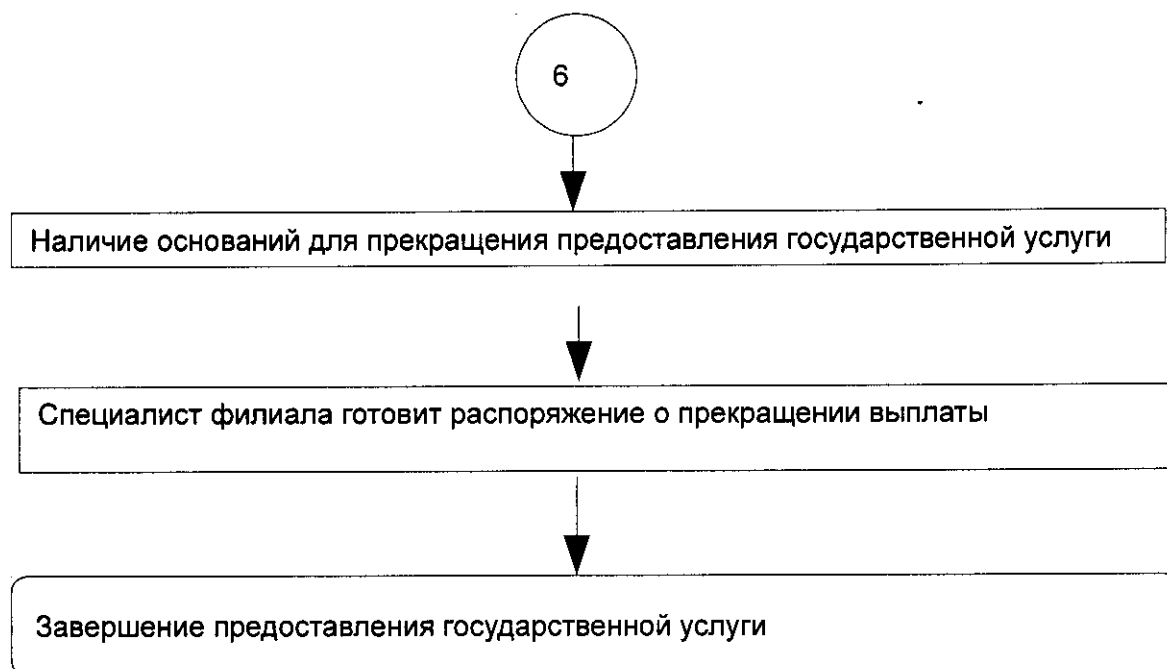 6
Наличие оснований для прекращения предоставления государственной услуги
Специалист филиала готовит распоряжение о прекращении выплаты
Завершение предоставления государственной услуги